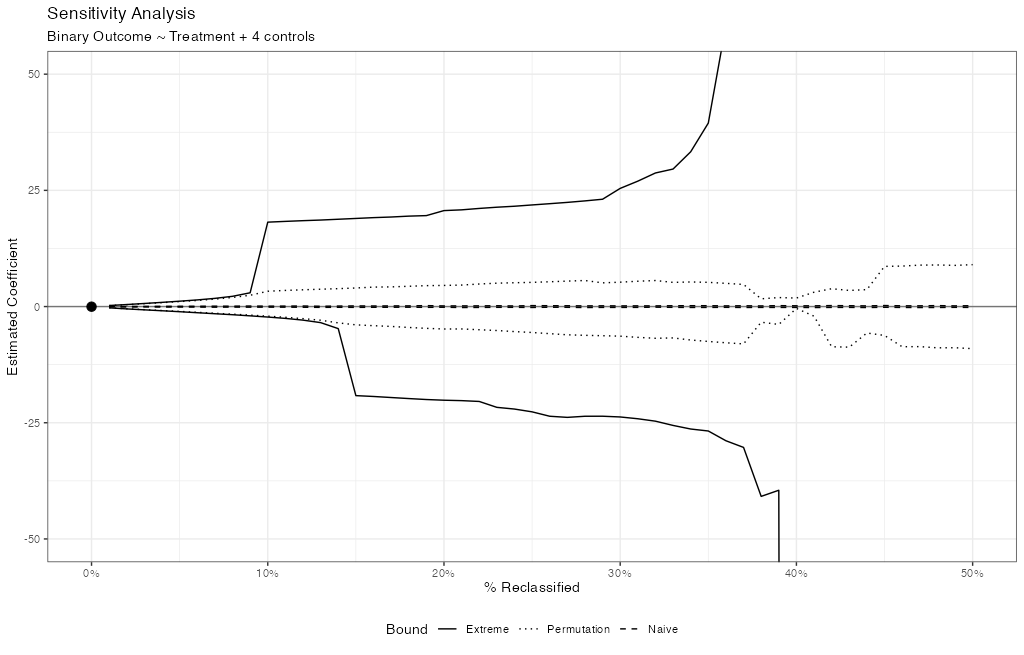 Sensitivity Analysis
Binary Outcome ~ Treatment + 4 controls
Estimated Coefficient
50
25
0
-25
-50
0% 10% 20% 30% 40% 50%
% Reclassified
Bound Extreme Permutation Naive